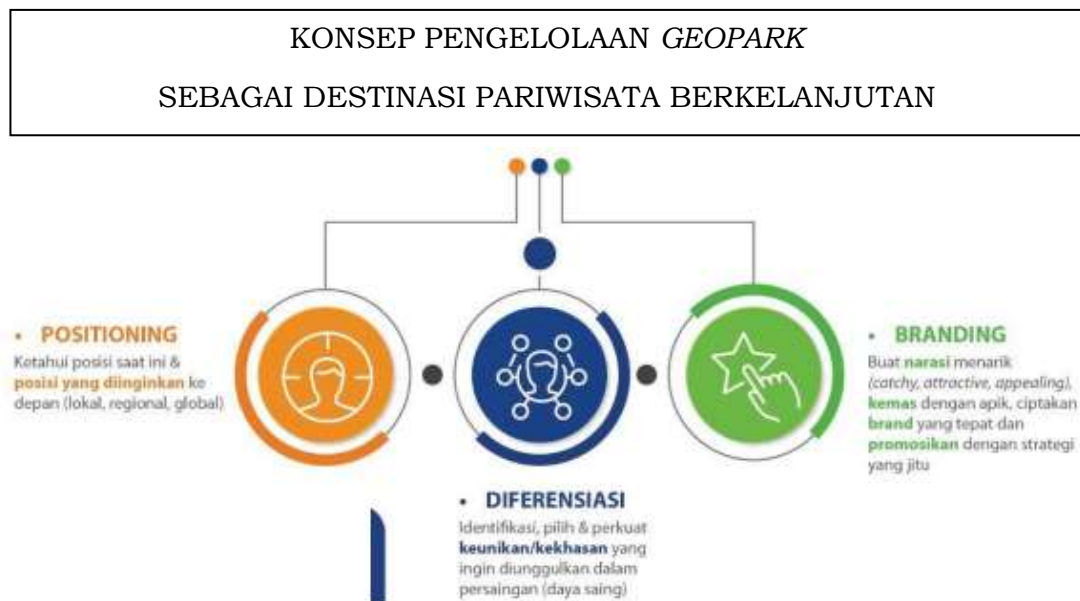 KONSEP PENGELOLAAN GEOPARK
SEBAGAI DESTINASI PARIWISATA BERKELANJUTAN
• POSITIONING
Ketahui posisi saat ini &
posisi yang diinginkan ke
depan (lokal, regional, global)
• DIFERENSIASI
Identifikasi, pilih & perkuat
keunikan/kekhasan yang
ingin diunggulkan dalam
persaingan (daya saing)
• BRANDING
Buat narasi menarik
(catchy, attractive, appealing),
kemas dengan apik, ciptakan
brand yang tepat dan
promosikan dengan strategi
yang jitu